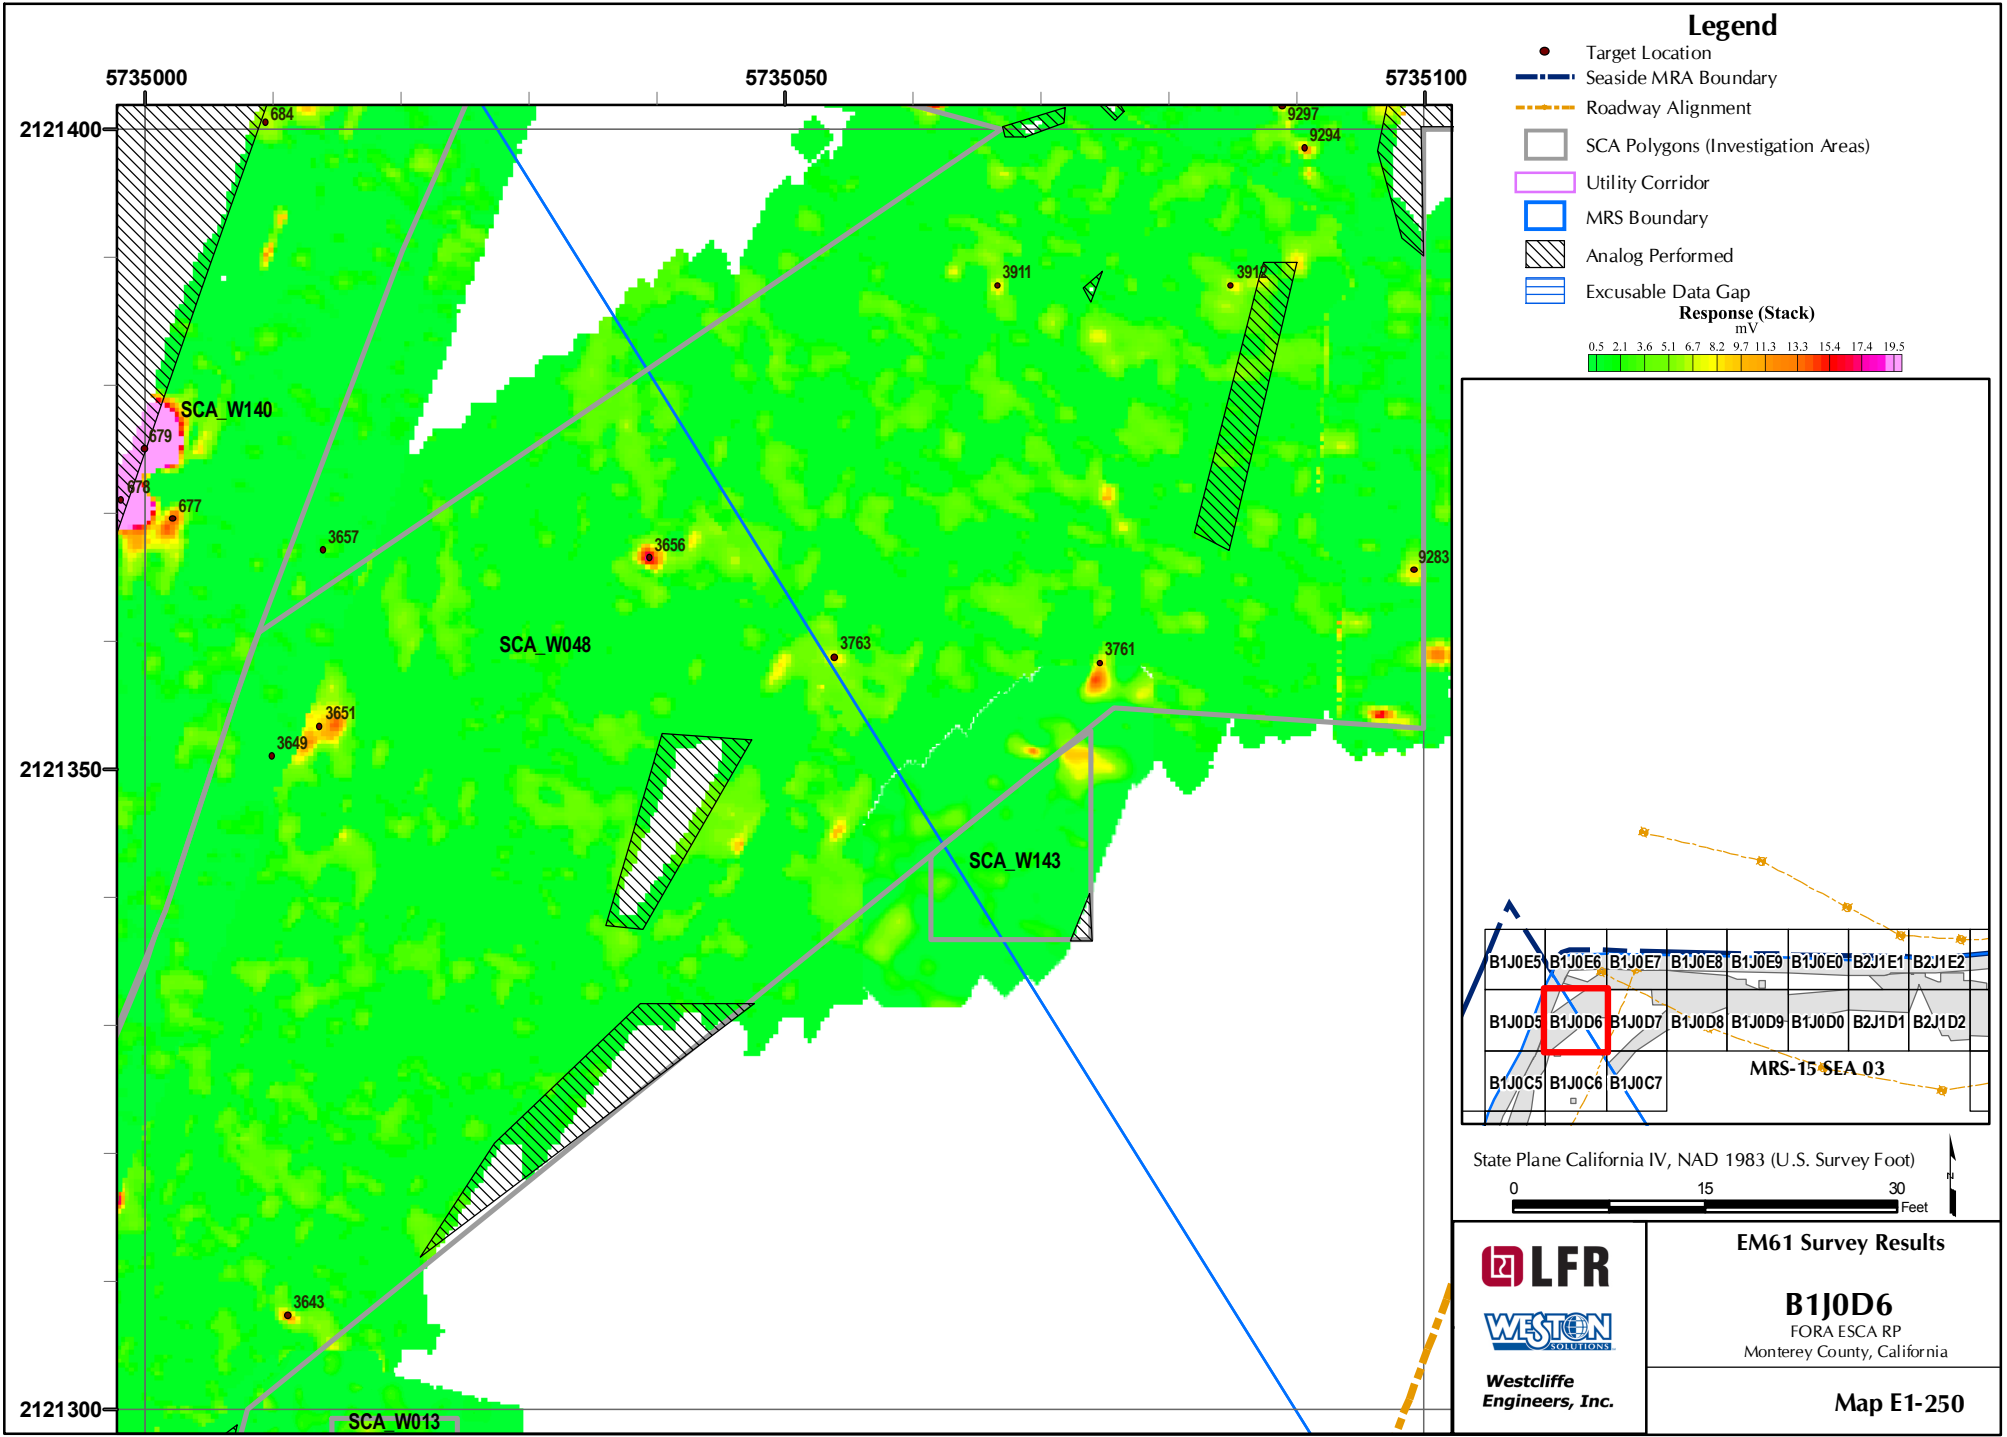 Legend
Target Location
Seaside MRA Boundary
Roadway Alignment
SCA Polygons (Investigation Areas)
Utility Corridor
MRS Boundary
Analog Performed
Excusable Data Gap
Response (Stack)
mV
0.5 2.1 3.6 5.1 6.7 8.2 9.7 11.3 13.3 15.4 17.4 19.5
5735000 5735050 5735100
2121400
2121350
2121300
684
9297
9294
3911
3912
SCA_W140
679
678
677
3657
3656
9283
SCA_W048
3763
3761
3651
3649
SCA_W143
3643
SCA_W013
B1J0E5 B1J0E6 B1J0E7 B1J0E8 B1J0E9 B1J0E0 B2J1E1 B2J1E2
B1J0D5 B1J0D6 B1J0D7 B1J0D8 B1J0D9 B1J0D0 B2J1D1 B2J1D2
B1J0C5 B1J0C6 B1J0C7
MRS-15 SEA 03
State Plane California IV, NAD 1983 (U.S. Survey Foot)
0 15 30
Feet
N
LFR
WESTON
SOLUTIONS
Westcliffe
Engineers, Inc.
EM61 Survey Results
B1J0D6
FORA ESCA RP
Monterey County, California
Map E1-250